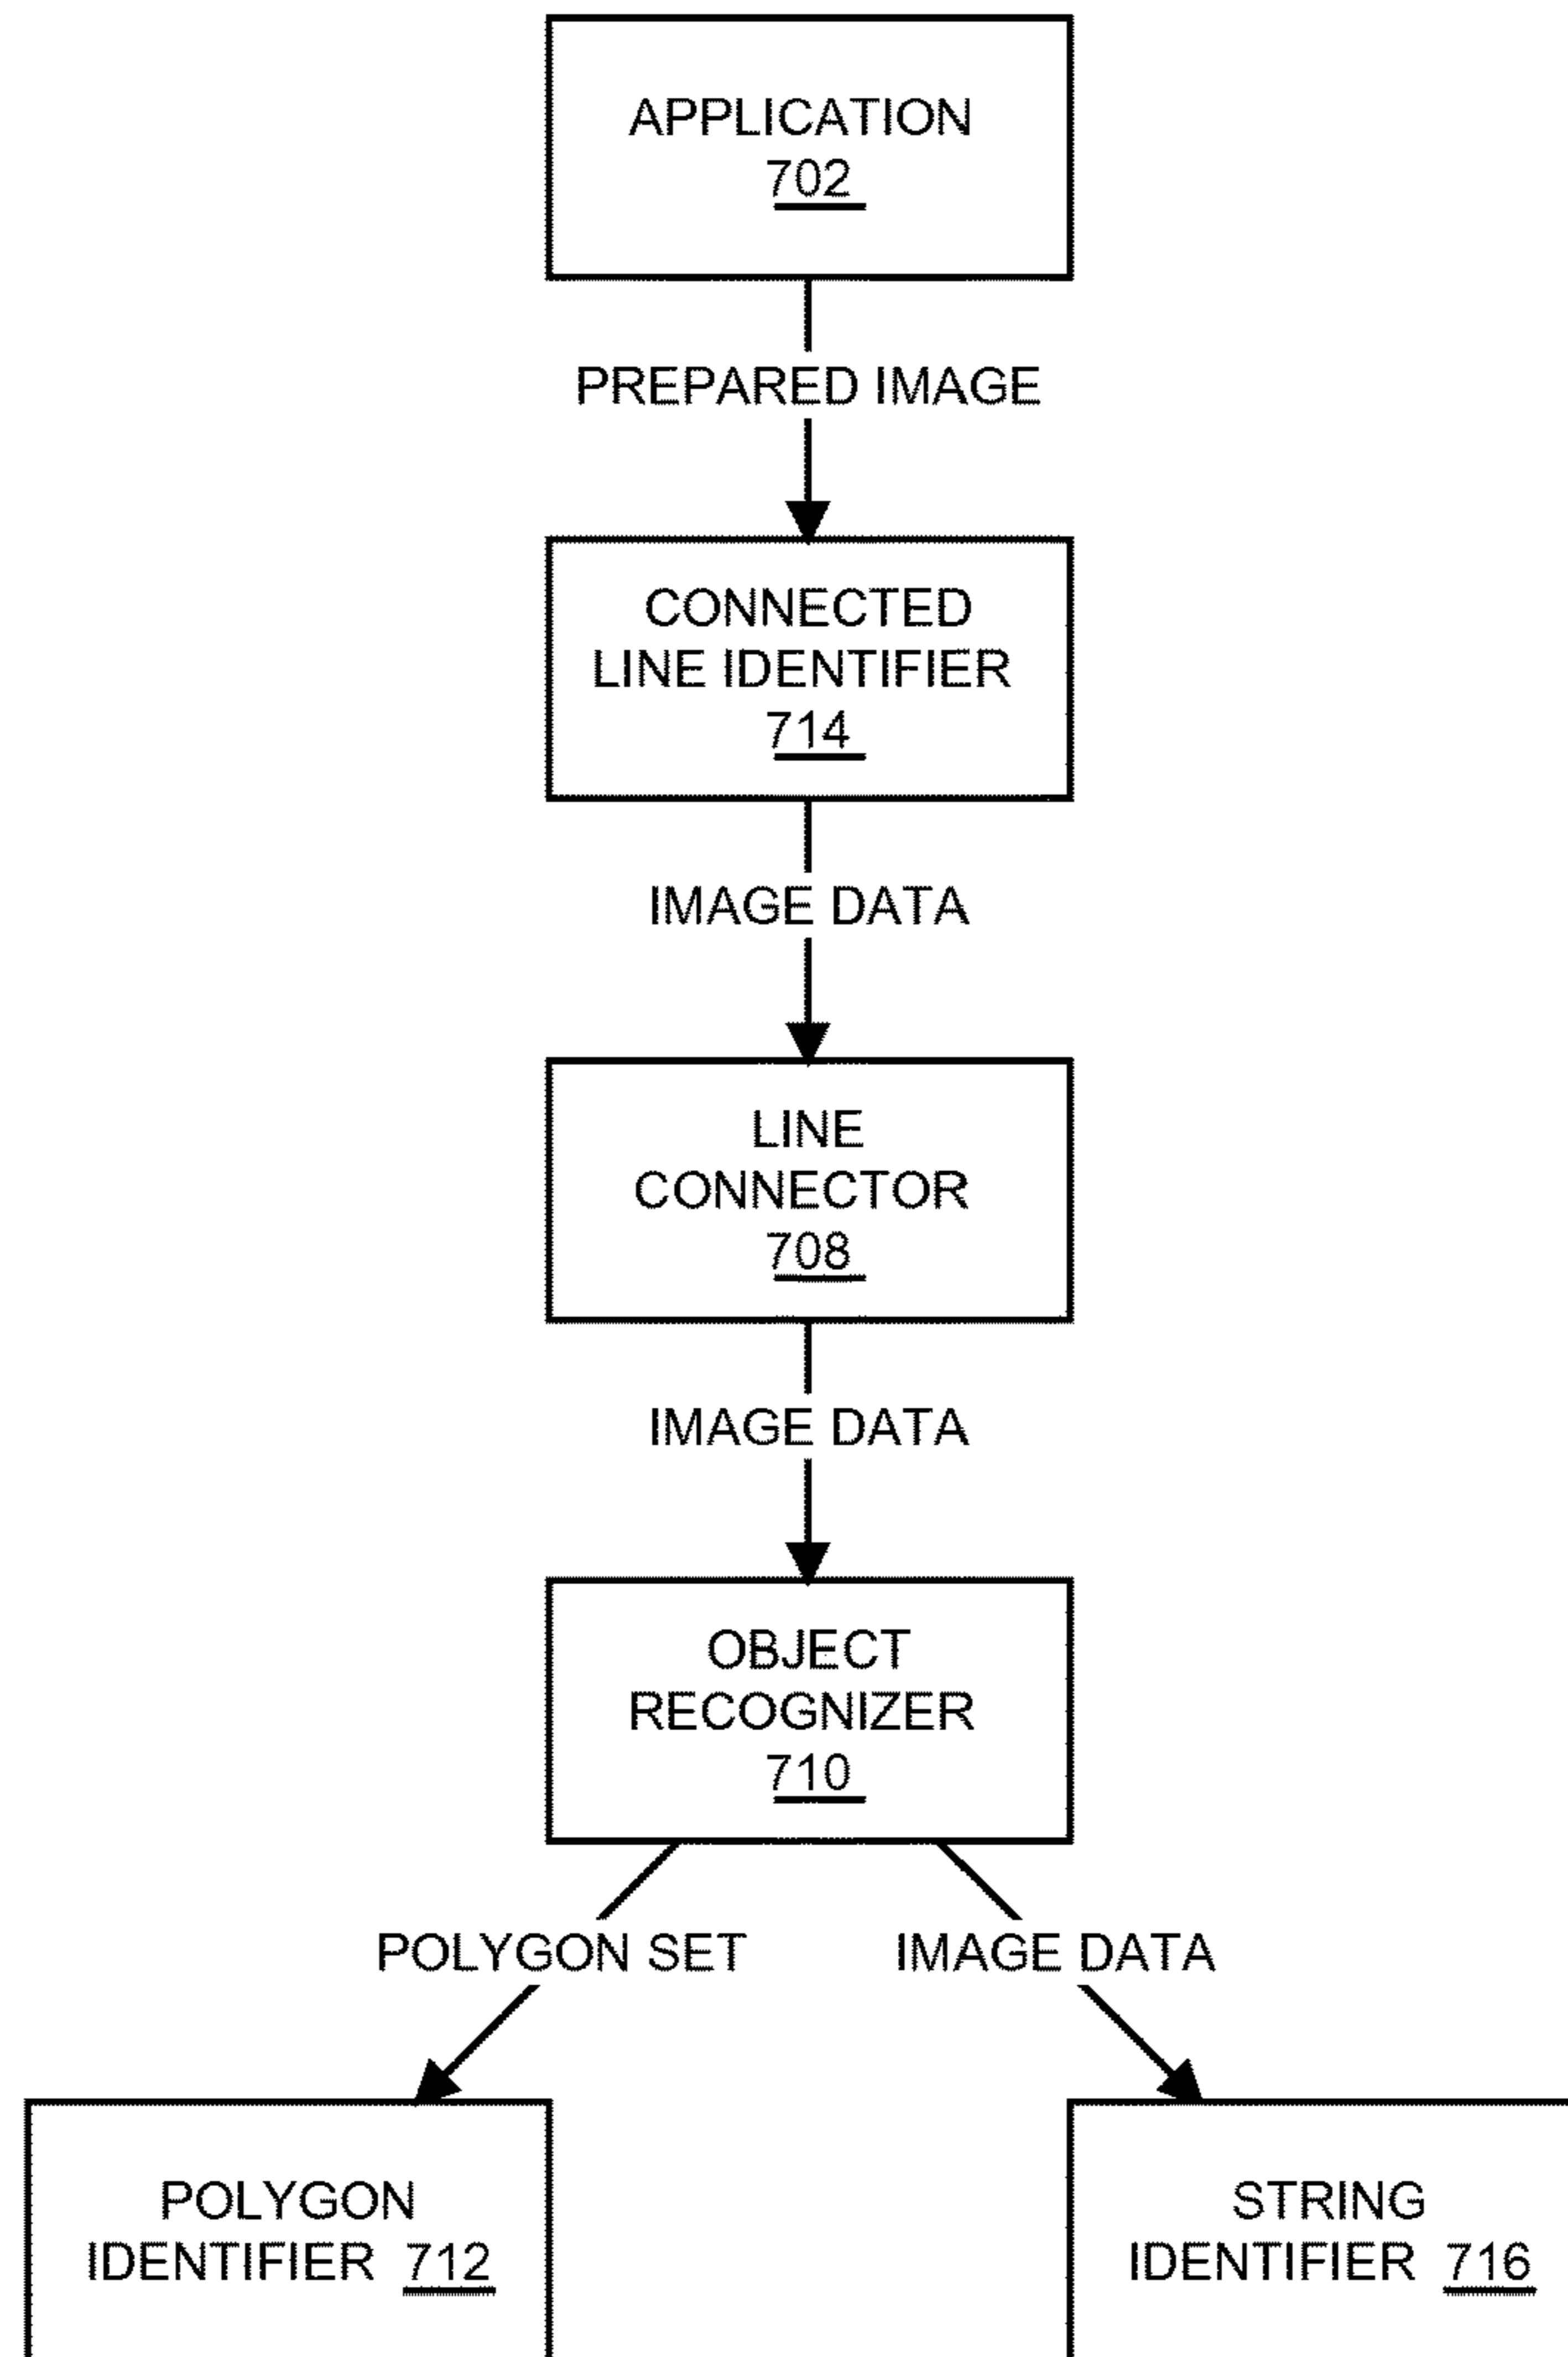 APPLICATION
702
PREPARED IMAGE
CONNECTED
LINE IDENTIFIER
714
IMAGE DATA
LINE
CONNECTOR
708
IMAGE DATA
OBJECT
RECOGNIZER
710
POLYGON SET
IMAGE DATA
POLYGON
IDENTIFIER 712
STRING
IDENTIFIER 716